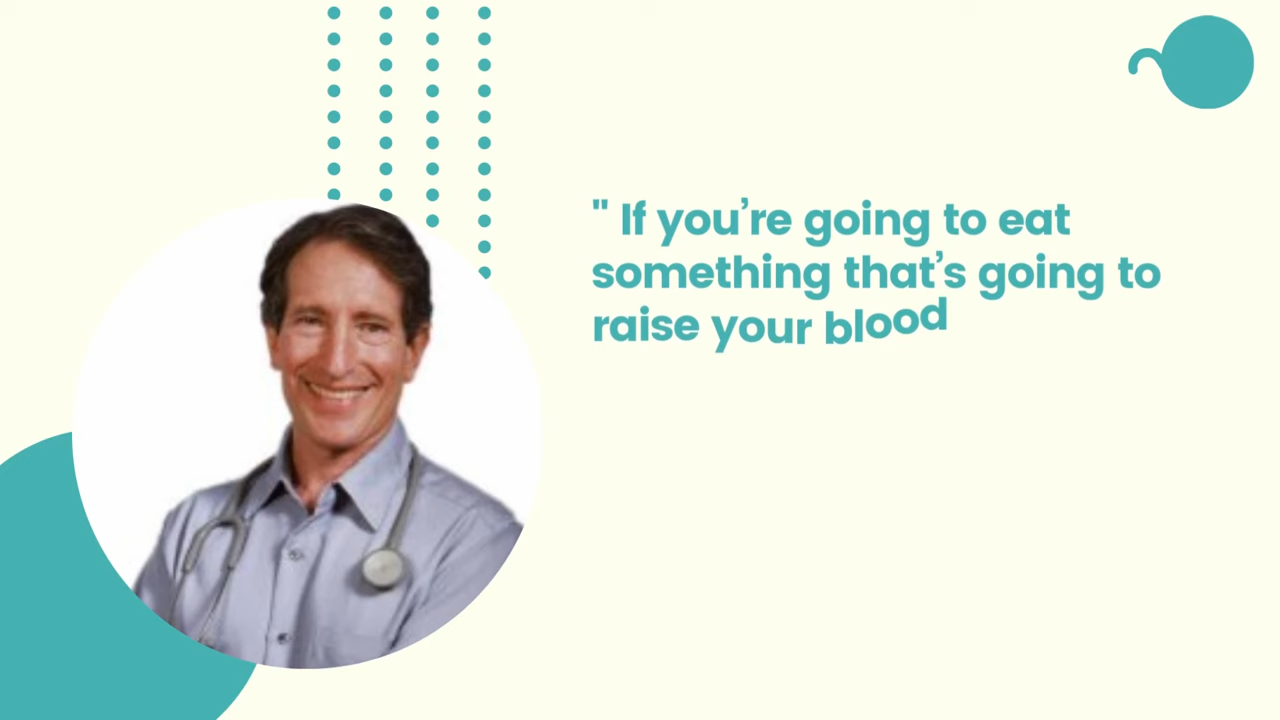 " If you’re going to eat
something that’s going to
raise your blood